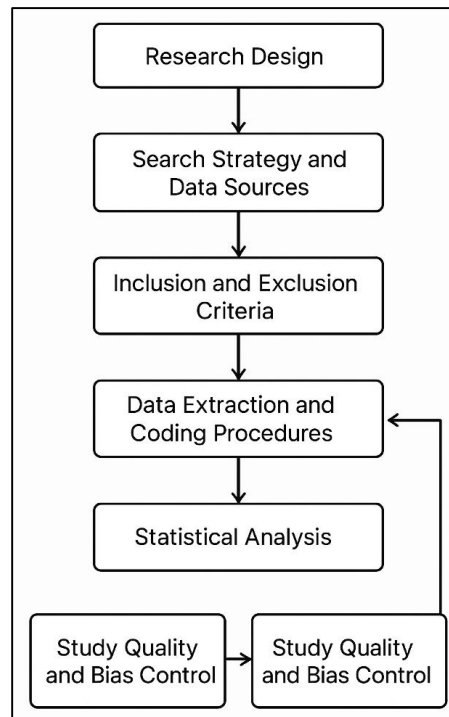 Research Design
Search Strategy and
Data Sources
Inclusion and Exclusion
Criteria
Data Extraction and
Coding Procedures
Statistical Analysis
Study Quality
and Bias Control
Study Quality
and Bias Control